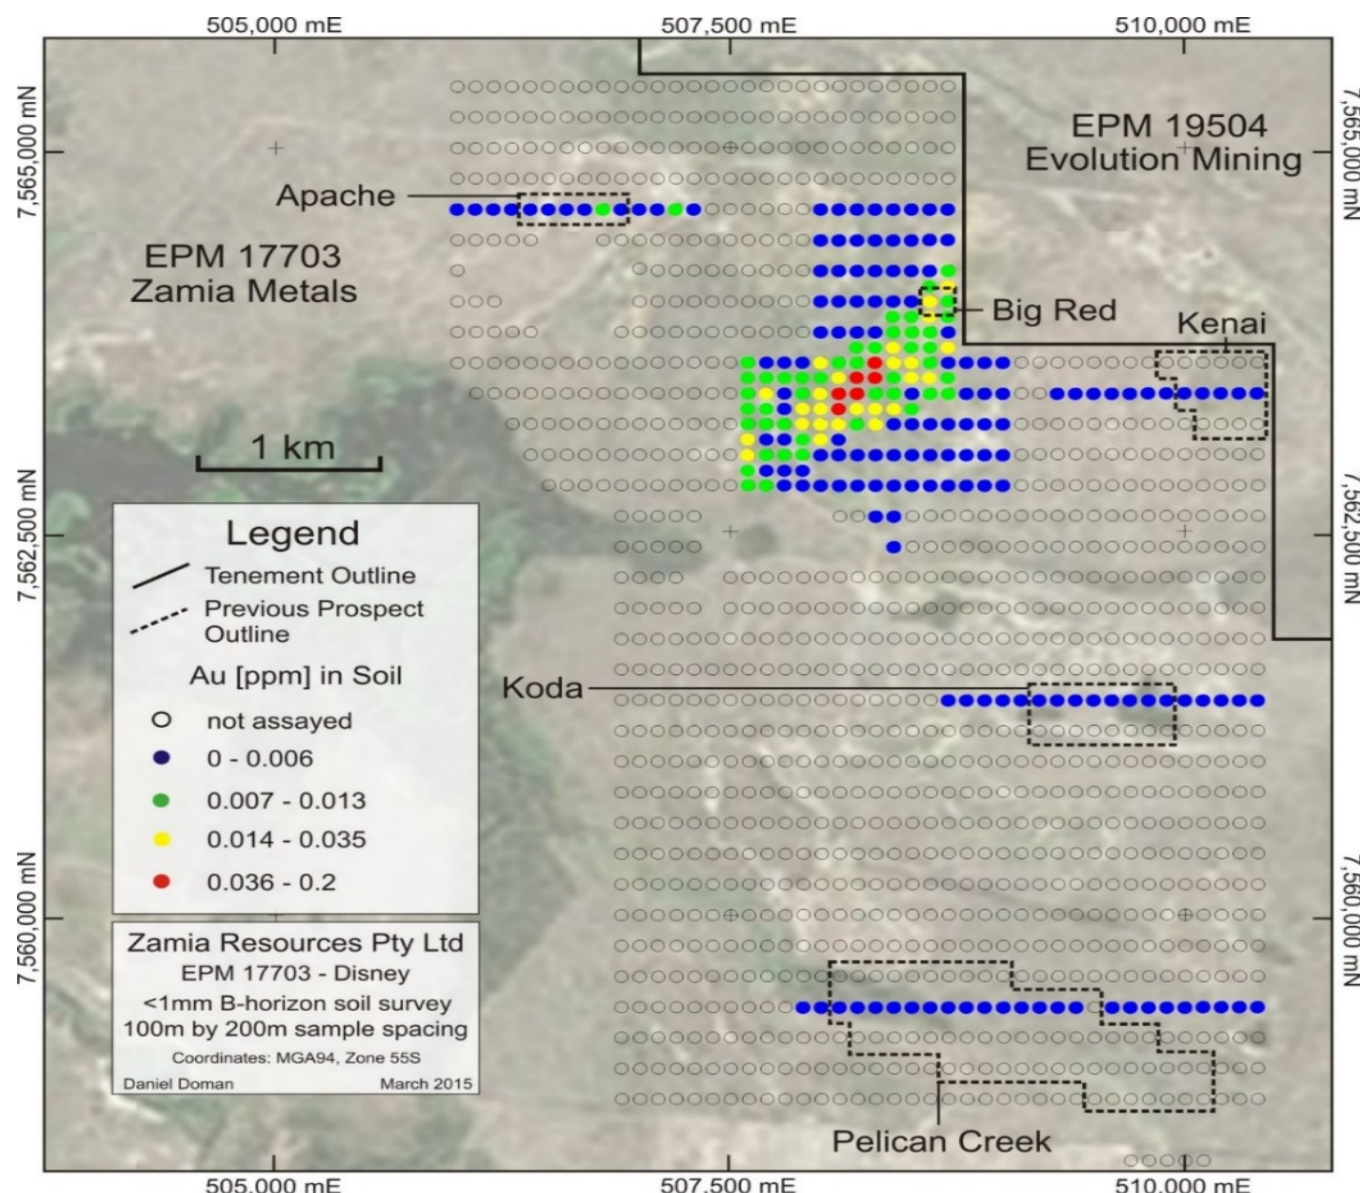 505,000 mE
507,500 mE
510,000 mE
7,565,000 mN
7,565,000 mN
EPM 19504
Evolution Mining
Apache
EPM 17703
Zamia Metals
Big Red
Kenai
1 km
7,562,500 mN
7,562,500 mN
Legend
Tenement Outline
Previous Prospect
Outline
Au [ppm] in Soil
not assayed
0 - 0.006
0.007 - 0.013
0.014 - 0.035
0.036 - 0.2
Koda
7,560,000 mN
7,560,000 mN
Zamia Resources Pty Ltd
EPM 17703 - Disney
<1mm B-horizon soil survey
100m by 200m sample spacing
Coordinates: MGA94, Zone 55S
Daniel Doman March 2015
Pelican Creek
505,000 mE
507,500 mE
510,000 mE